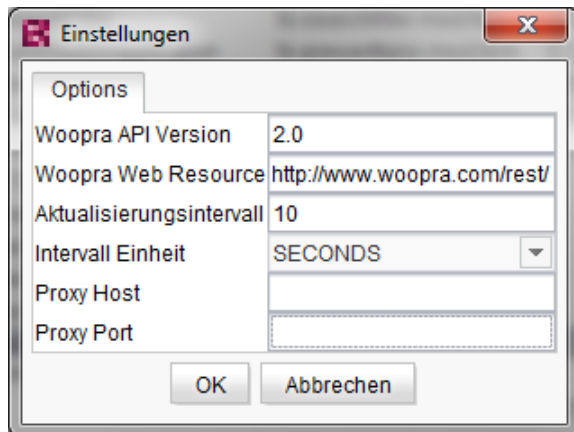 Einstellungen
Options
Woopra API Version 2.0
Woopra Web Resource http://www.woopra.com/rest/
Aktualisierungsintervall 10
Intervall Einheit SECONDS
Proxy Host
Proxy Port
OK Abbrechen